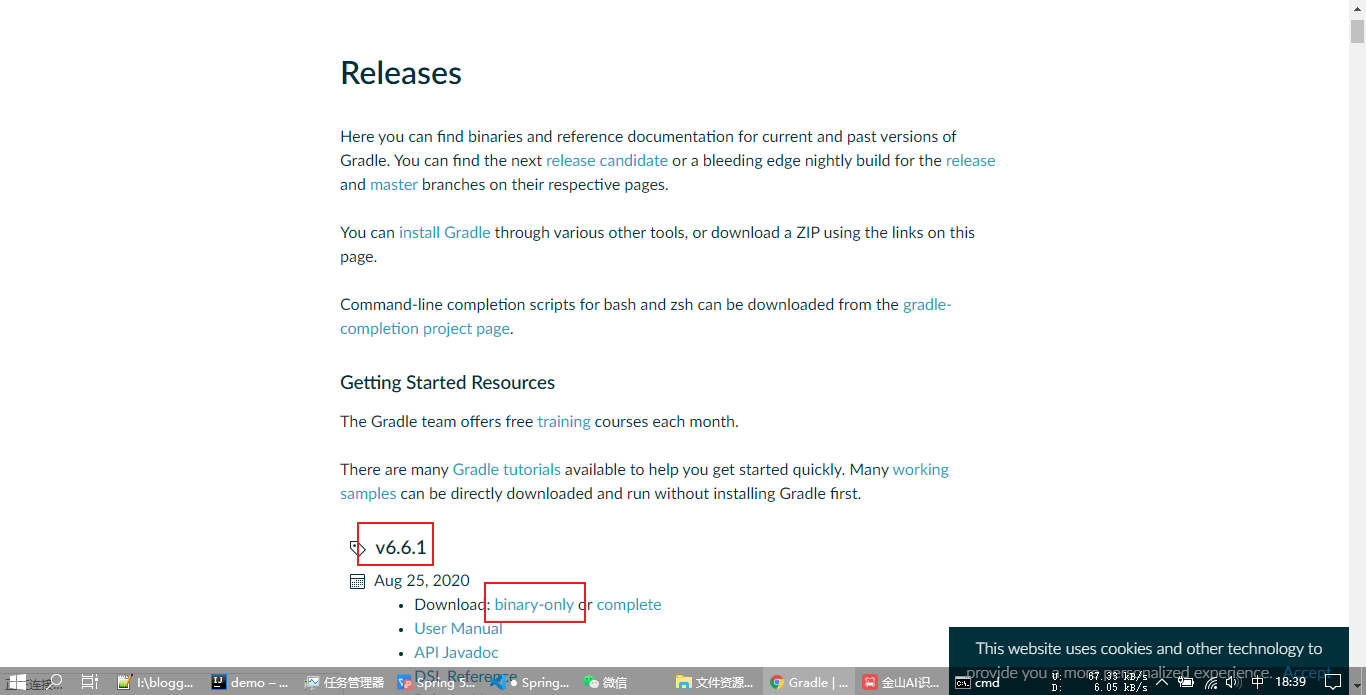 Releases
Here you can find binaries and reference documentation for current and past versions of
Gradle. You can find the next release candidate or a bleeding edge nightly build for the release
and master branches on their respective pages.
You can install Gradle through various other tools, or download a ZIP using the links on this
page.
Command-line completion scripts for bash and zsh can be downloaded from the gradle-
completion project page.
Getting Started Resources
The Gradle team offers free training courses each month.
There are many Gradle tutorials available to help you get started quickly. Many working
samples can be directly downloaded and run without installing Gradle first.
v6.6.1
Aug 25, 2020
Download: binary-only or complete
User Manual
API Javadoc
DSL Reference
This website uses cookies and other technology to
provide you a more personalized experience. Accept
I:\blogg... demo – ... 任务管理器 Spring 5... Spring... 微信 文件资源... Gradle | ... 金山AI识... cmd
U: 67.33 kB/s
D: 6.05 kB/s
中 18:39